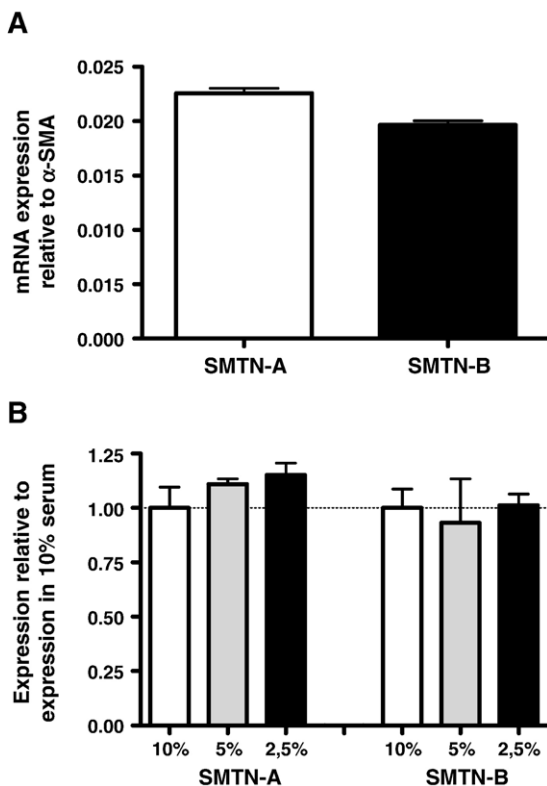 A
mRNA expression
relative to α-SMA
0.025
0.020
0.010
0.015
0.000
SMTN-A SMTN-B
B
Expression relative to
expression in 10% serum
1.25
1.00
0.75
0.50
0.25
0.00
10% 5% 2,5% 10% 5% 2,5%
SMTN-A SMTN-B